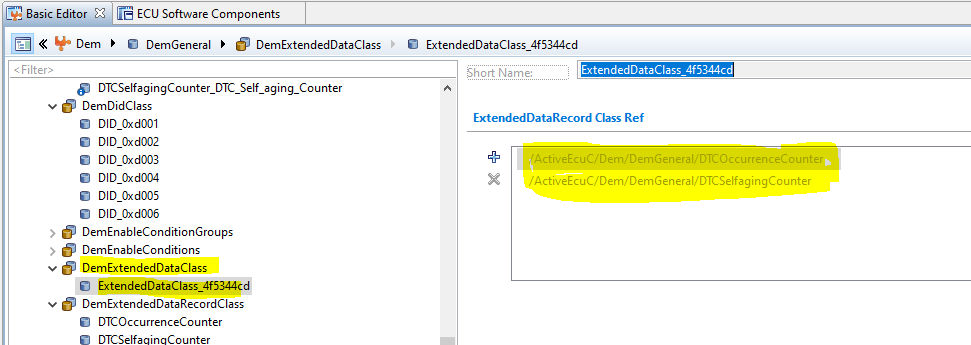 Basic Editor ECU Software Components
Dem DemGeneral DemExtendedDataClass ExtendedDataClass_4f5344cd
<Filter>
DTCSelfagingCounter_DTC_Self_aging_Counter
DemDidClass
DID_0xd001
DID_0xd002
DID_0xd003
DID_0xd004
DID_0xd005
DID_0xd006
DemEnableConditionGroups
DemEnableConditions
DemExtendedDataClass
ExtendedDataClass_4f5344cd
DemExtendedDataRecordClass
DTCOccurrenceCounter
DTCSelfagingCounter
Short Name: ExtendedDataClass_4f5344cd
ExtendedDataRecord Class Ref
/ActiveEcuC/Dem/DemGeneral/DTCOccurrenceCounter
/ActiveEcuC/Dem/DemGeneral/DTCSelfagingCounter